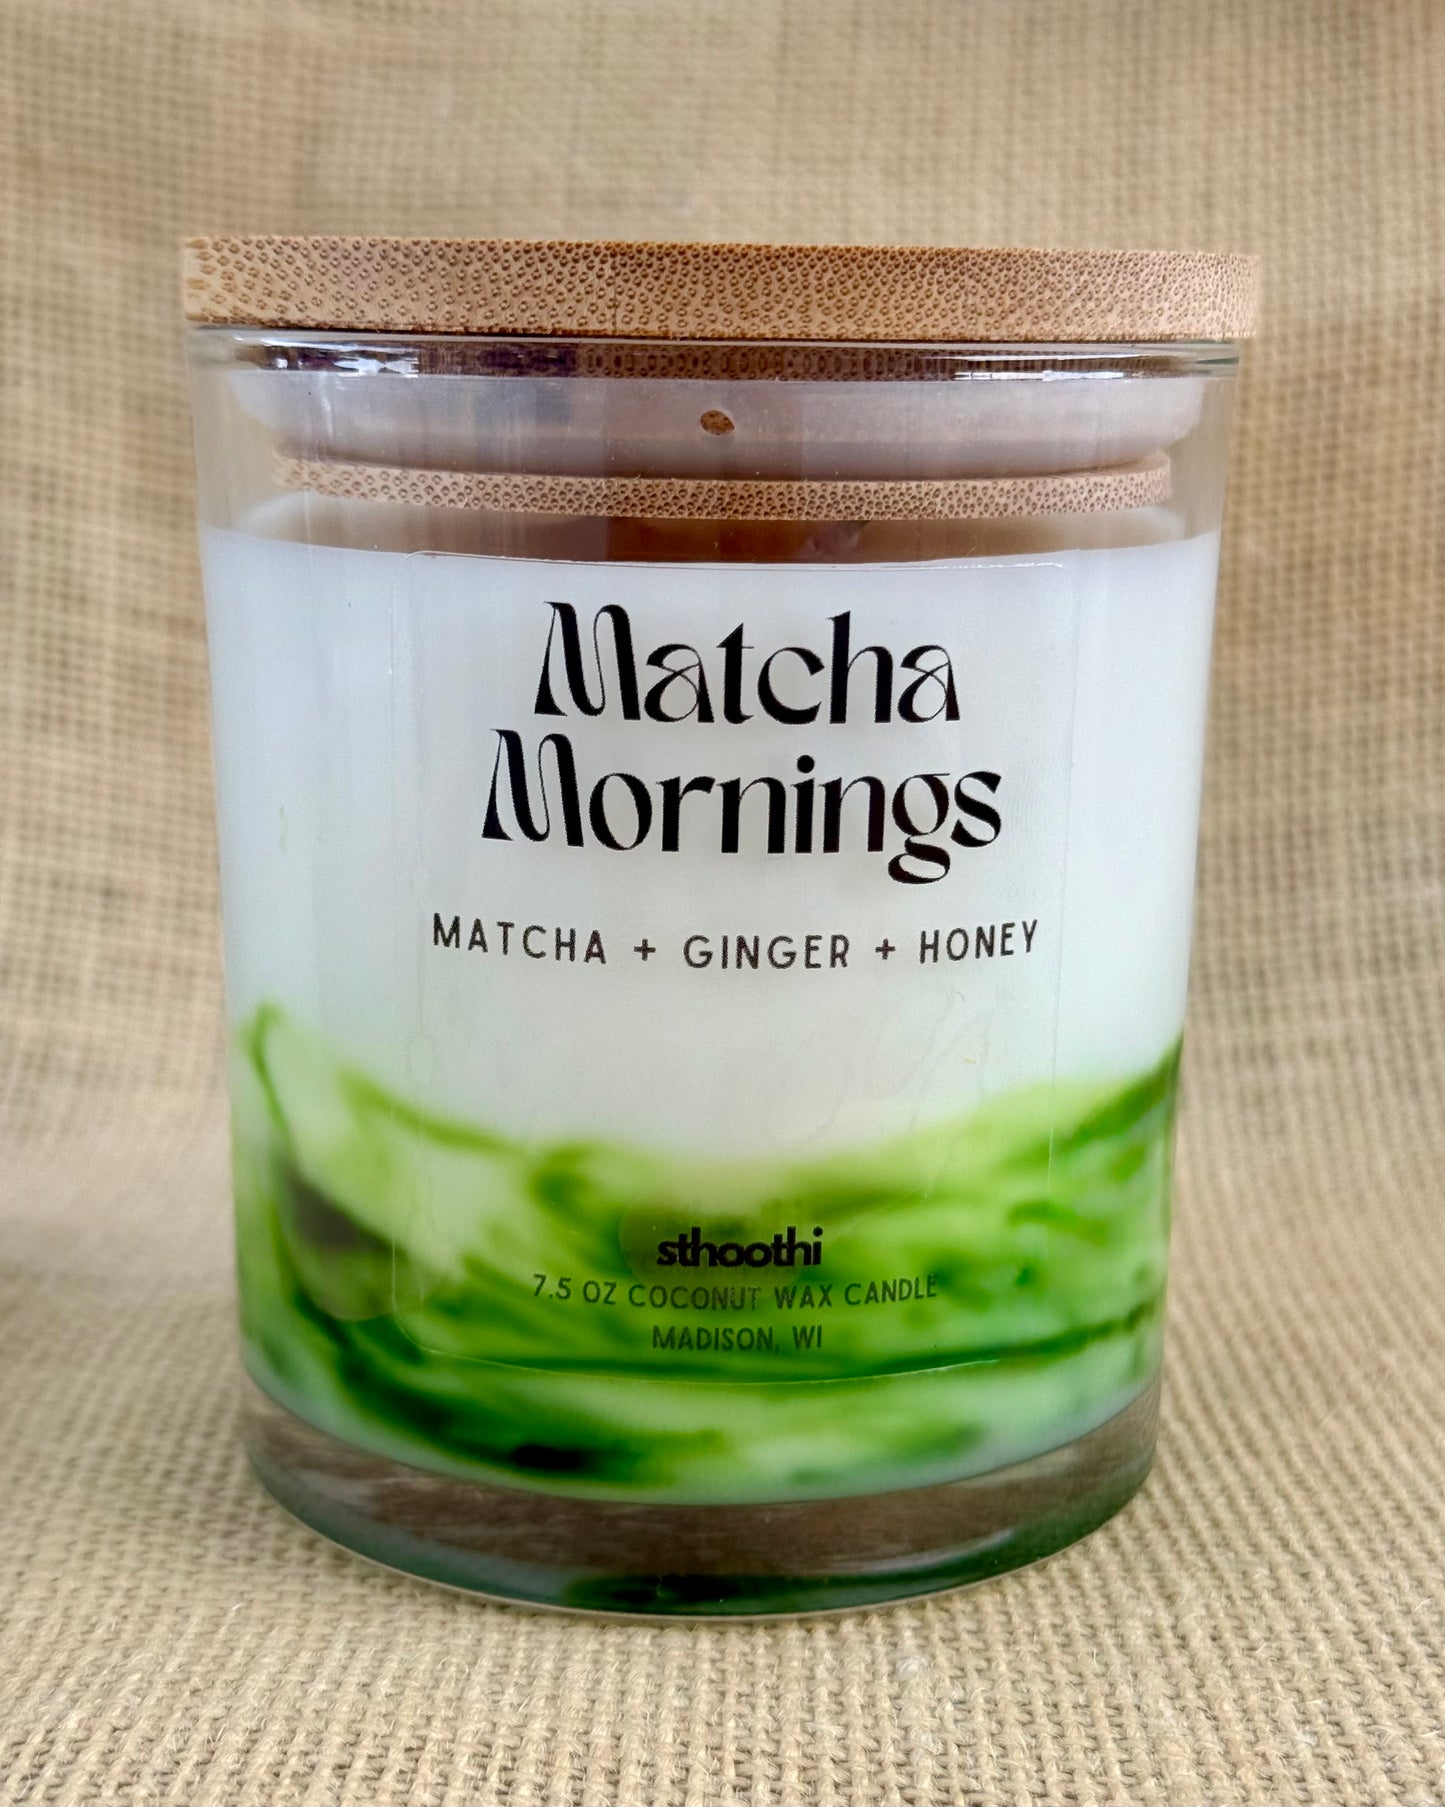 Matcha
Mornings
MATCHA + GINGER + HONEY
sthoothi
7.5 OZ COCONUT WAX CANDLE
MADISON, WI